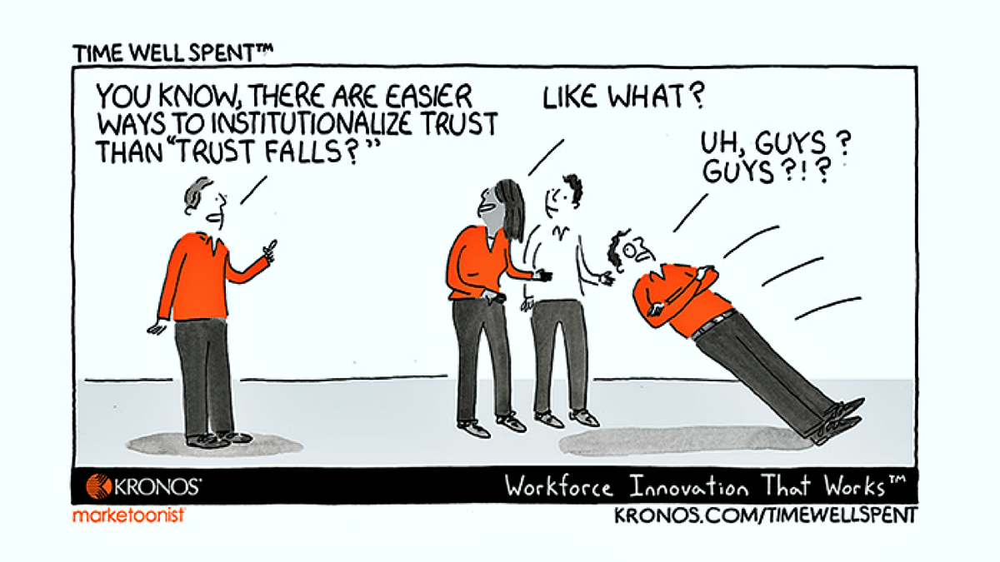 TIME WELL SPENT™
YOU KNOW, THERE ARE EASIER
WAYS TO INSTITUTIONALIZE TRUST
THAN "TRUST FALLS?"
LIKE WHAT?
UH, GUYS?
GUYS?!?
KRONOS®
Workforce Innovation That Works™
marketoonist
KRONOS.COM/TIMEWELLSPENT